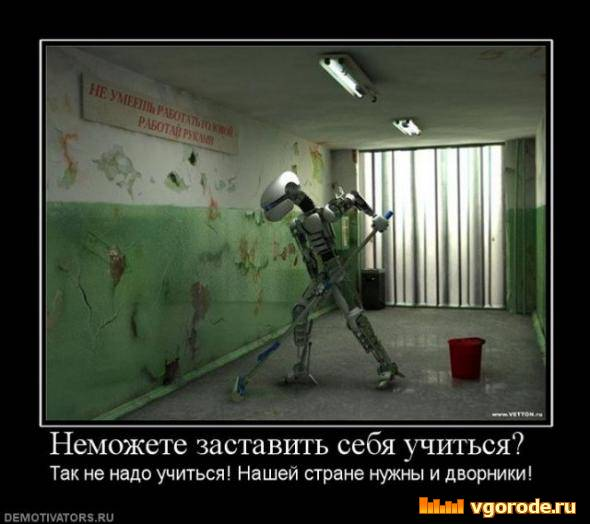 НЕ УМЕЕШЬ РАБОТАТЬ ГОЛОВОЙ -
РАБОТАЙ РУКАМИ
www.VETTON.ru
Неможете заставить себя учиться?
Так не надо учиться! Нашей стране нужны и дворники!
vgorode.ru
DEMOTIVATORS.RU